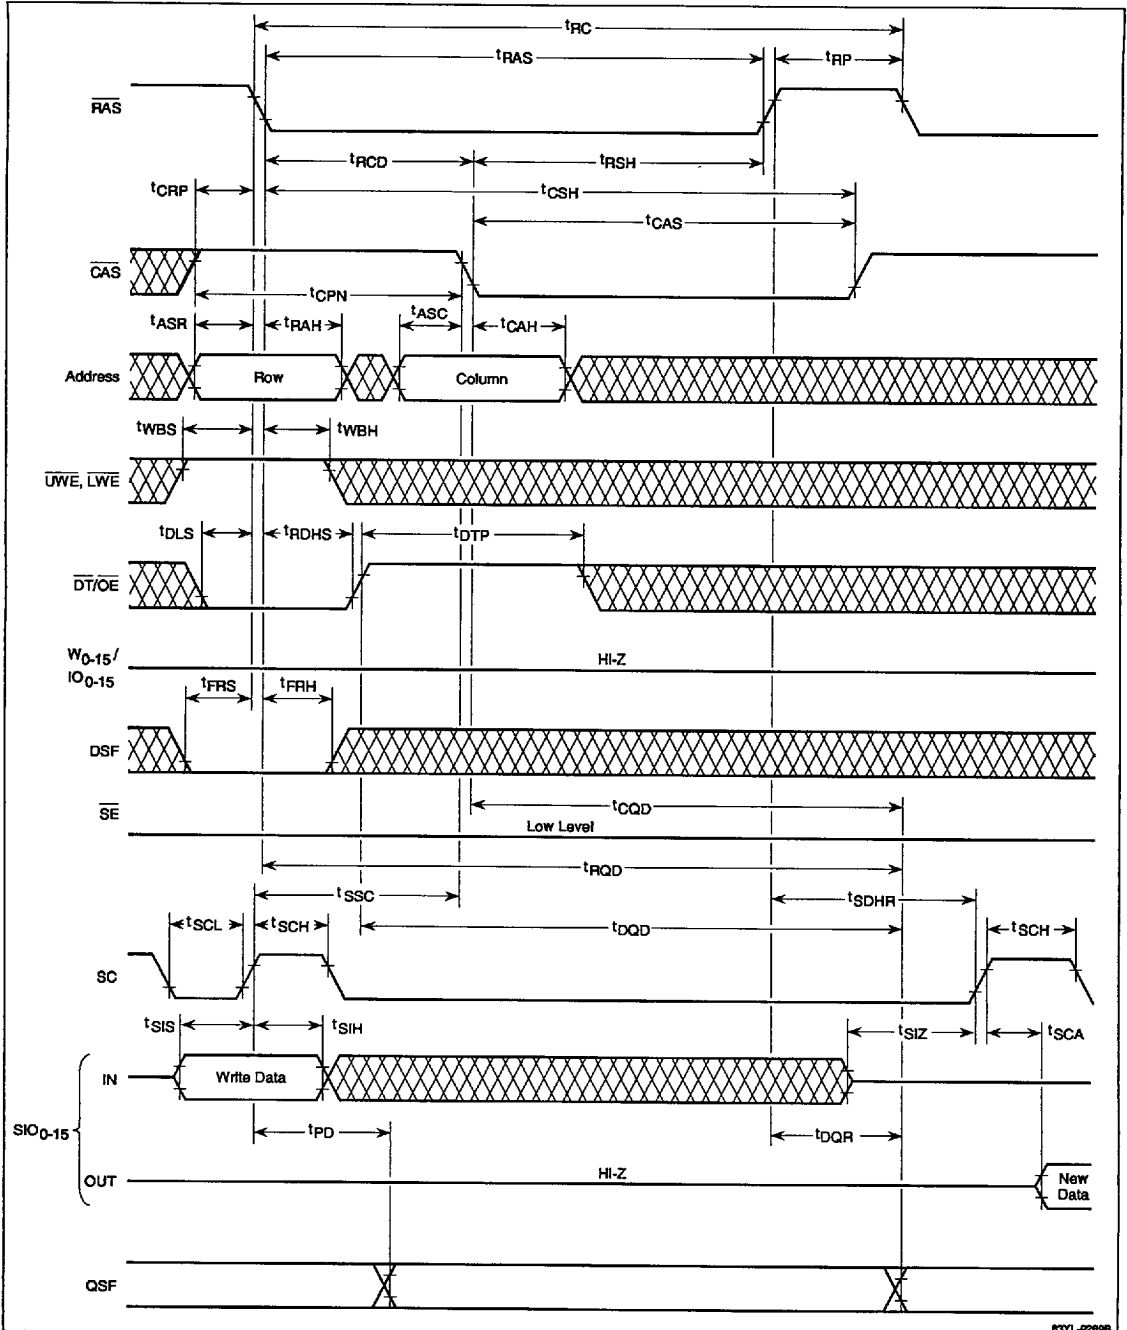 tRC
tRAS
tRP
RAS
tRCD
tRSH
tCRP
tCSH
tCAS
CAS
tCPN
tASR
tRAH
tASC
tCAH
Address
Row
Column
tWBS
tWBH
UWE, LWE
tDLS
tRDHS
tDTP
DT/OE
W0-15/
IO0-15
HI-Z
tFRS
tFRH
DSF
tCQD
SE
Low Level
tRQD
tSSC
tSDHR
tSCL
tSCH
tDQD
tSCH
SC
tSIS
tSIH
tSIZ
tSCA
IN
Write Data
SIO0-15
tPD
tDQR
OUT
HI-Z
New
Data
QSF
83YL-9289B